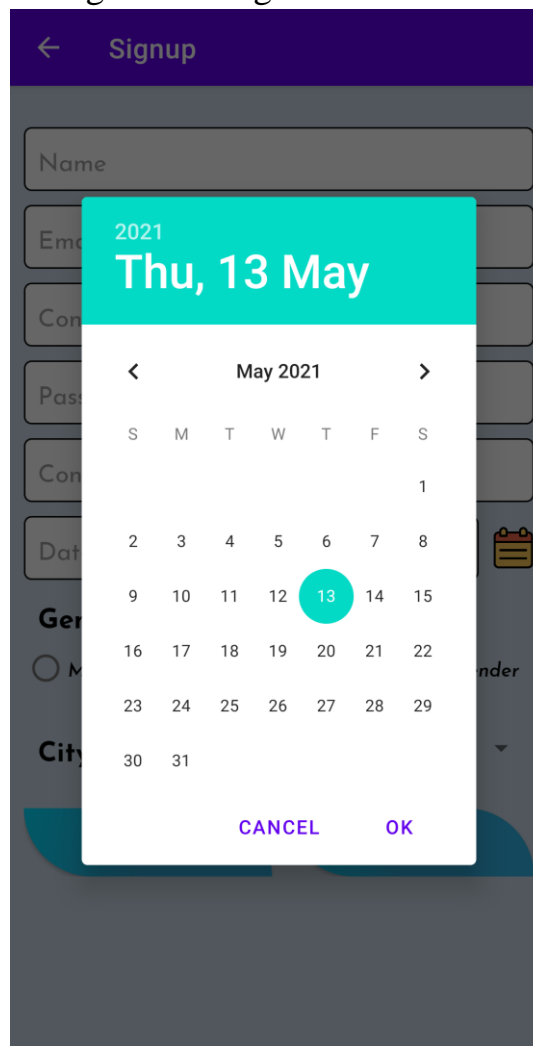 Signup
Name
2021
Thu, 13 May
May 2021
S M T W T F S
1
2 3 4 5 6 7 8
9 10 11 12 13 14 15
16 17 18 19 20 21 22
23 24 25 26 27 28 29
30 31
CANCEL OK